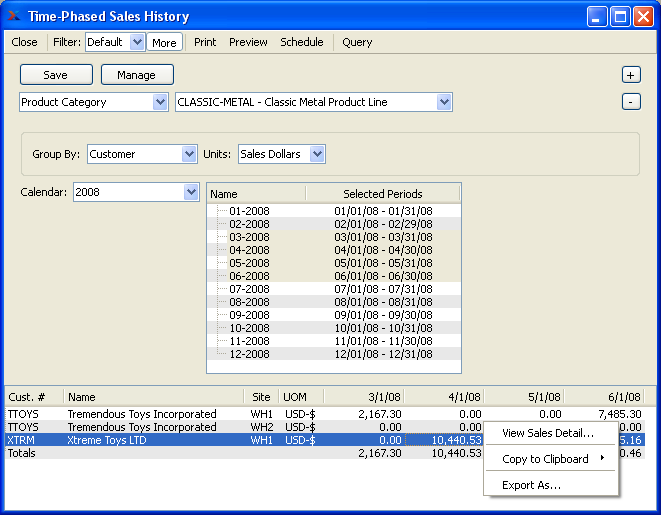 Time-Phased Sales History
Close Filter: Default More Print Preview Schedule Query
Save Manage +
Product Category CLASSIC-METAL - Classic Metal Product Line -
Group By: Customer Units: Sales Dollars
Calendar: 2008
Name Selected Periods
01-2008 01/01/08 - 01/31/08
02-2008 02/01/08 - 02/29/08
03-2008 03/01/08 - 03/31/08
04-2008 04/01/08 - 04/30/08
05-2008 05/01/08 - 05/31/08
06-2008 06/01/08 - 06/30/08
07-2008 07/01/08 - 07/31/08
08-2008 08/01/08 - 08/31/08
09-2008 09/01/08 - 09/30/08
10-2008 10/01/08 - 10/31/08
11-2008 11/01/08 - 11/30/08
12-2008 12/01/08 - 12/31/08
Cust. # Name Site UOM 3/1/08 4/1/08 5/1/08 6/1/08
TTOYS Tremendous Toys Incorporated WH1 USD-$ 2,167.30 0.00 0.00 7,485.30
TTOYS Tremendous Toys Incorporated WH2 USD-$ 0.00 0.00 0.00
XTRM Xtreme Toys LTD WH1 USD-$ 0.00 10,440.53 5.16
Totals 2,167.30 10,440.53 0.46
View Sales Detail...
Copy to Clipboard
Export As...